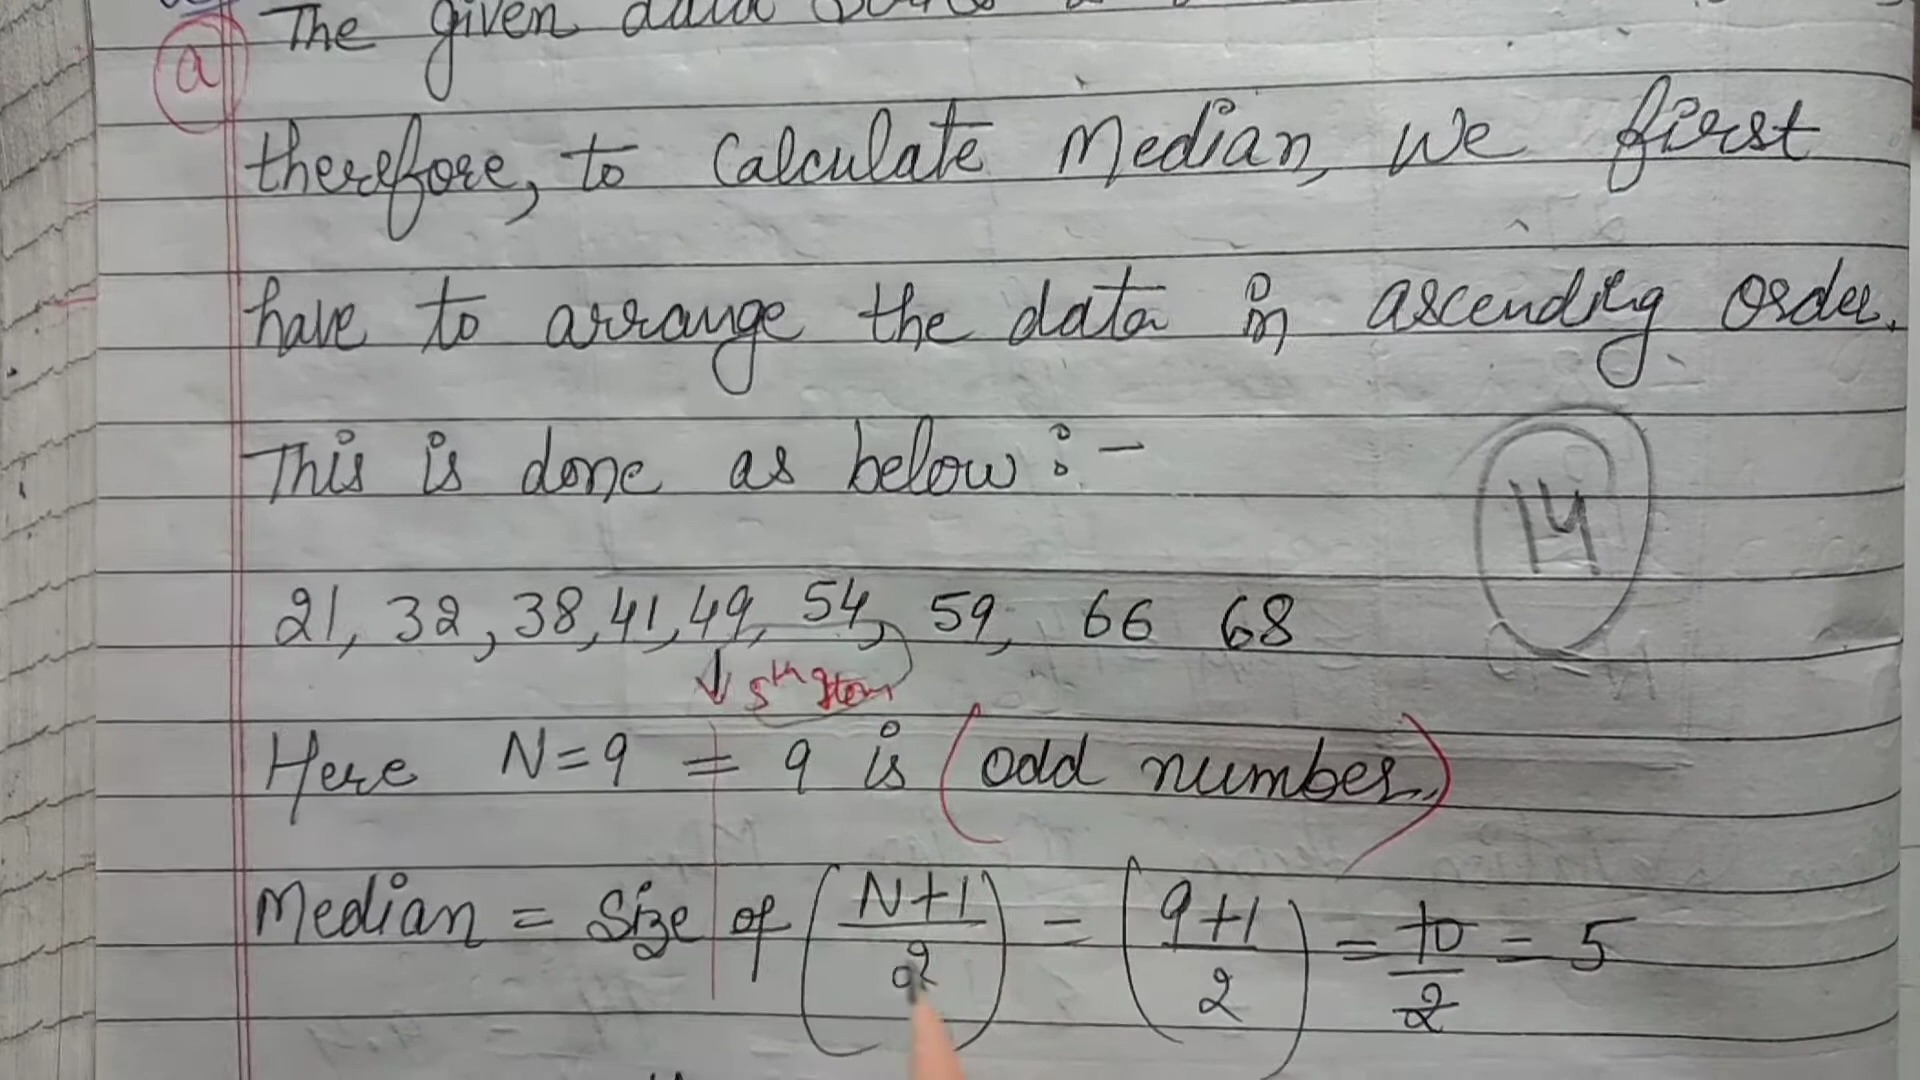 (a) The given data
therefore, to Calculate Median, we first
have to arrange the data in ascending order.
This is done as below :-
14
21, 32, 38, 41, 49, 54, 59, 66 68
↓ 5th Item
Here N=9 = 9 is (odd number.)
Median = Size of (N+1/2) = (9+1/2) = 10/2 = 5